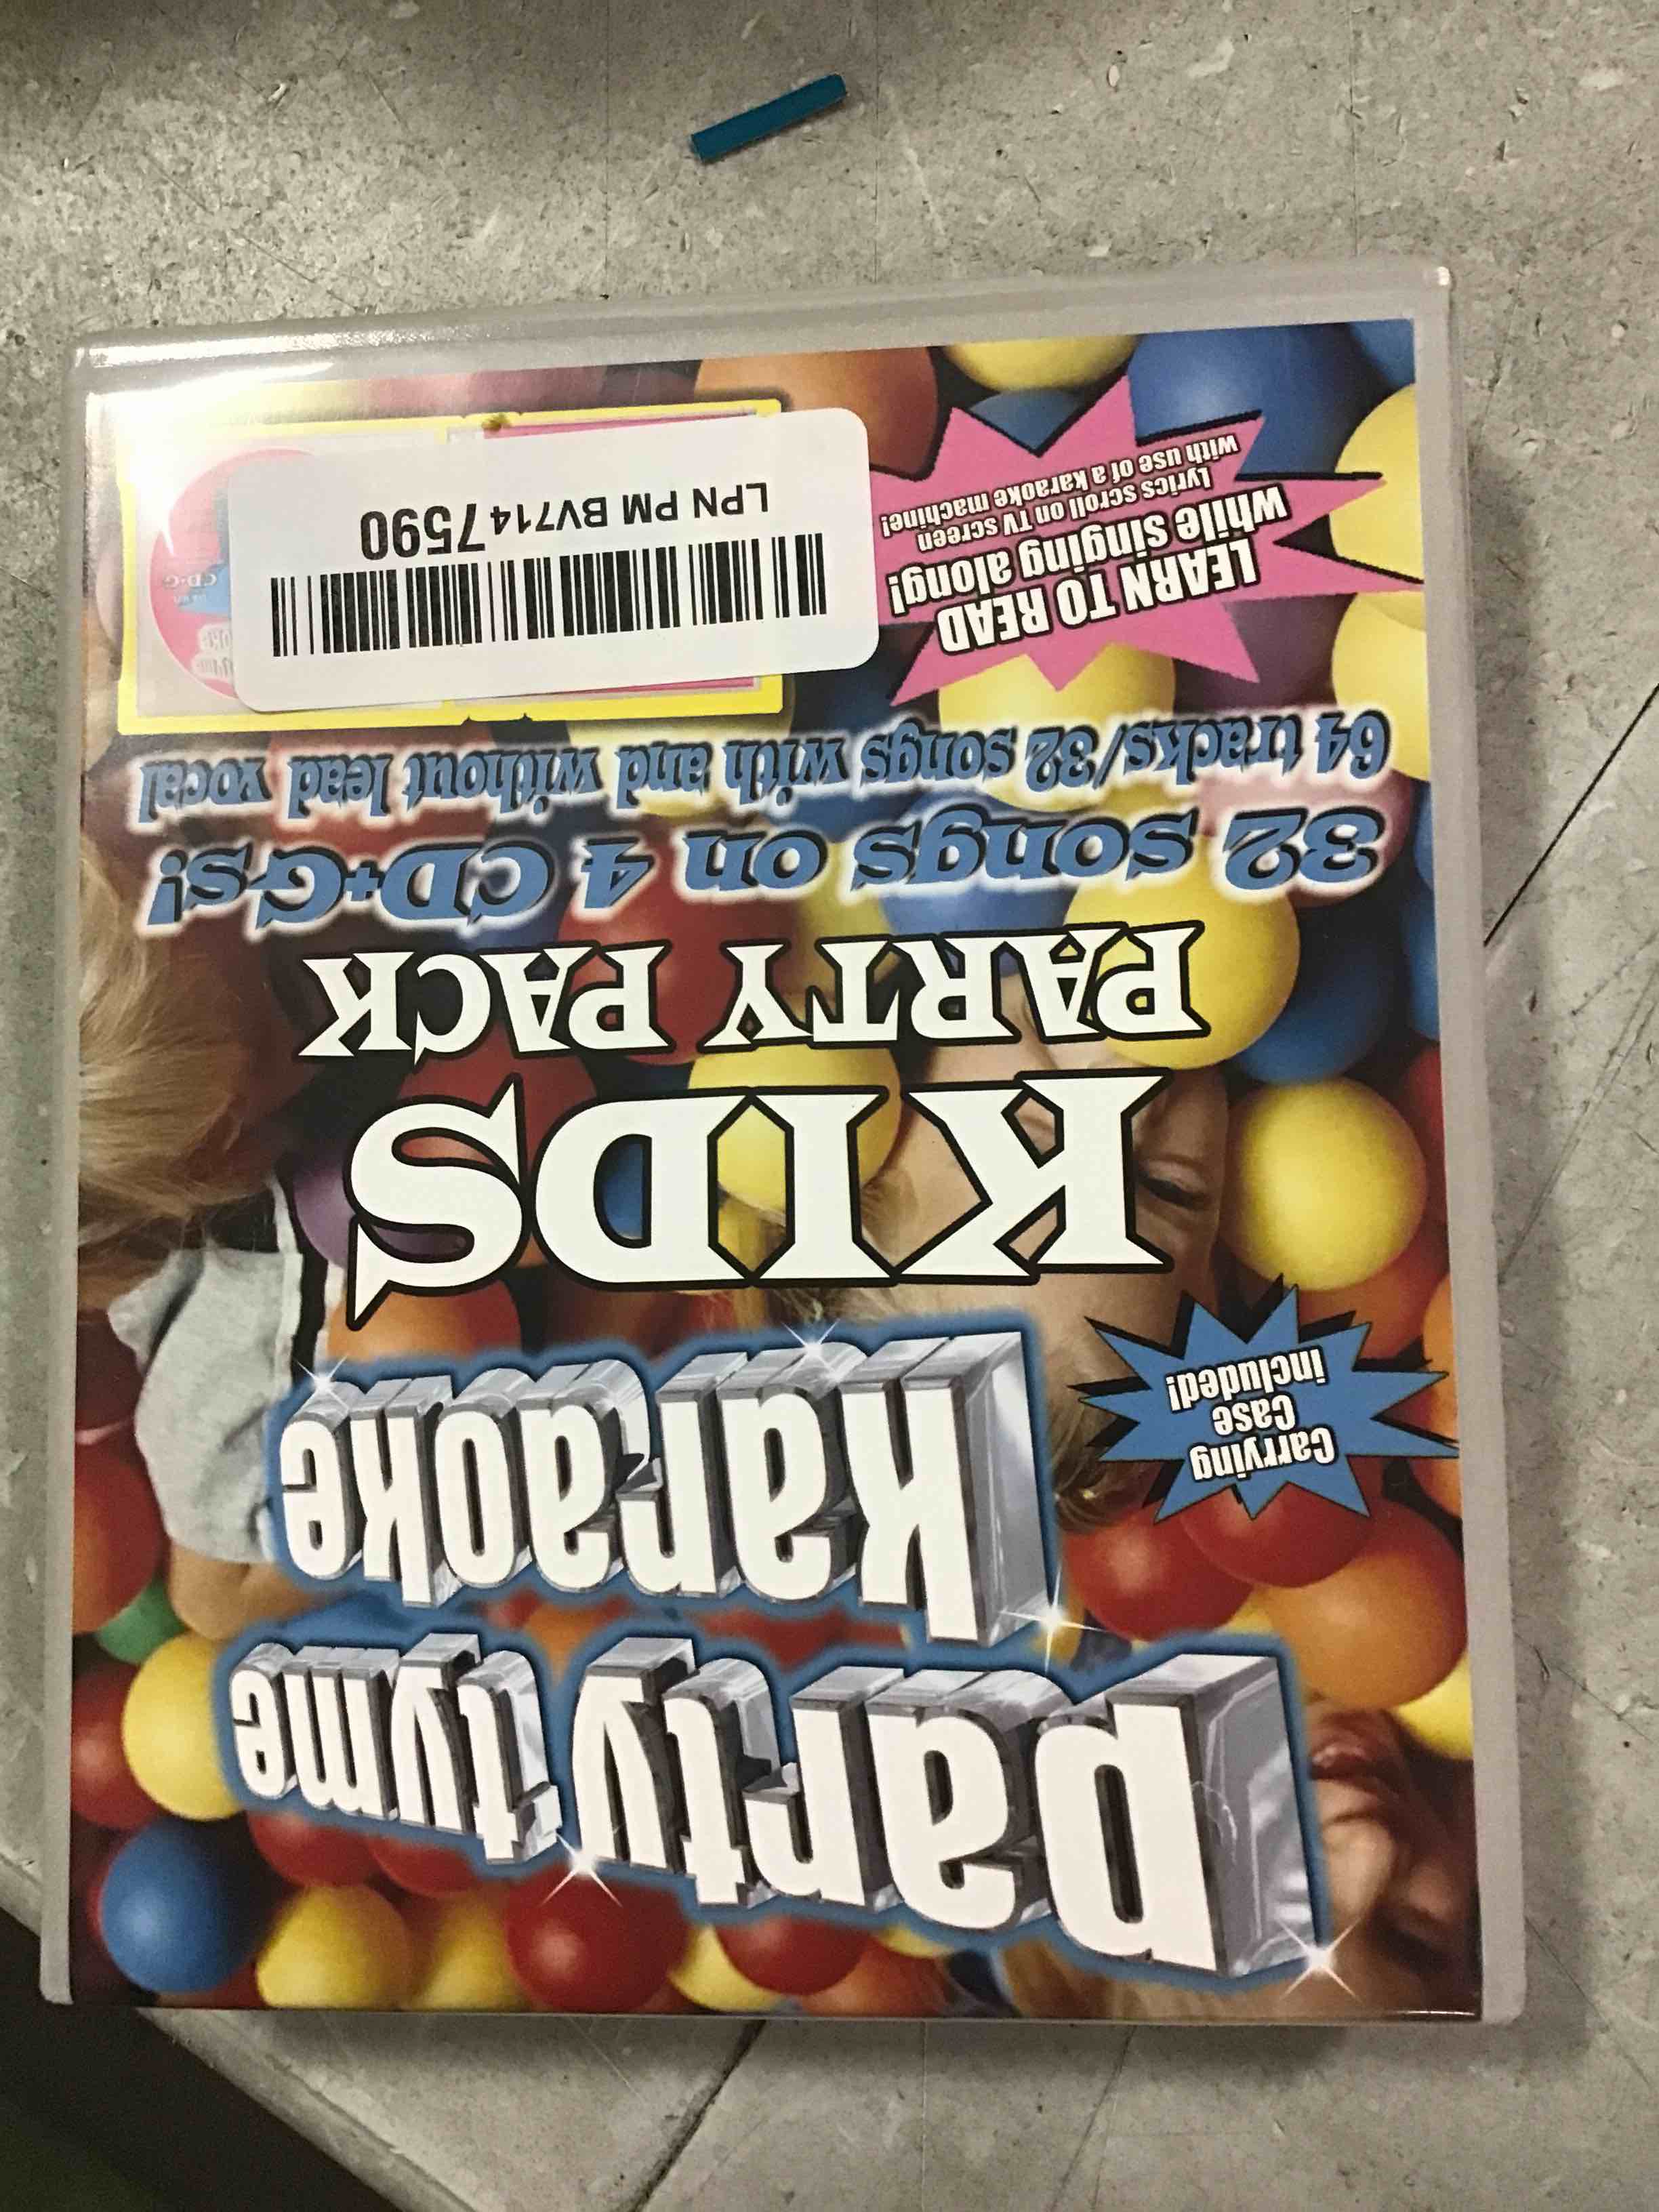 party tyme
karaoke
Carrying
case
included!
KIDS
PARTY PACK
32 songs on 4 CD+G's!
64 tracks/32 songs with and without lead vocal
LEARN TO READ
while singing along!
Lyrics scroll on TV screen
with use of a karaoke machine!
LPN PM BV7147590
CD+G